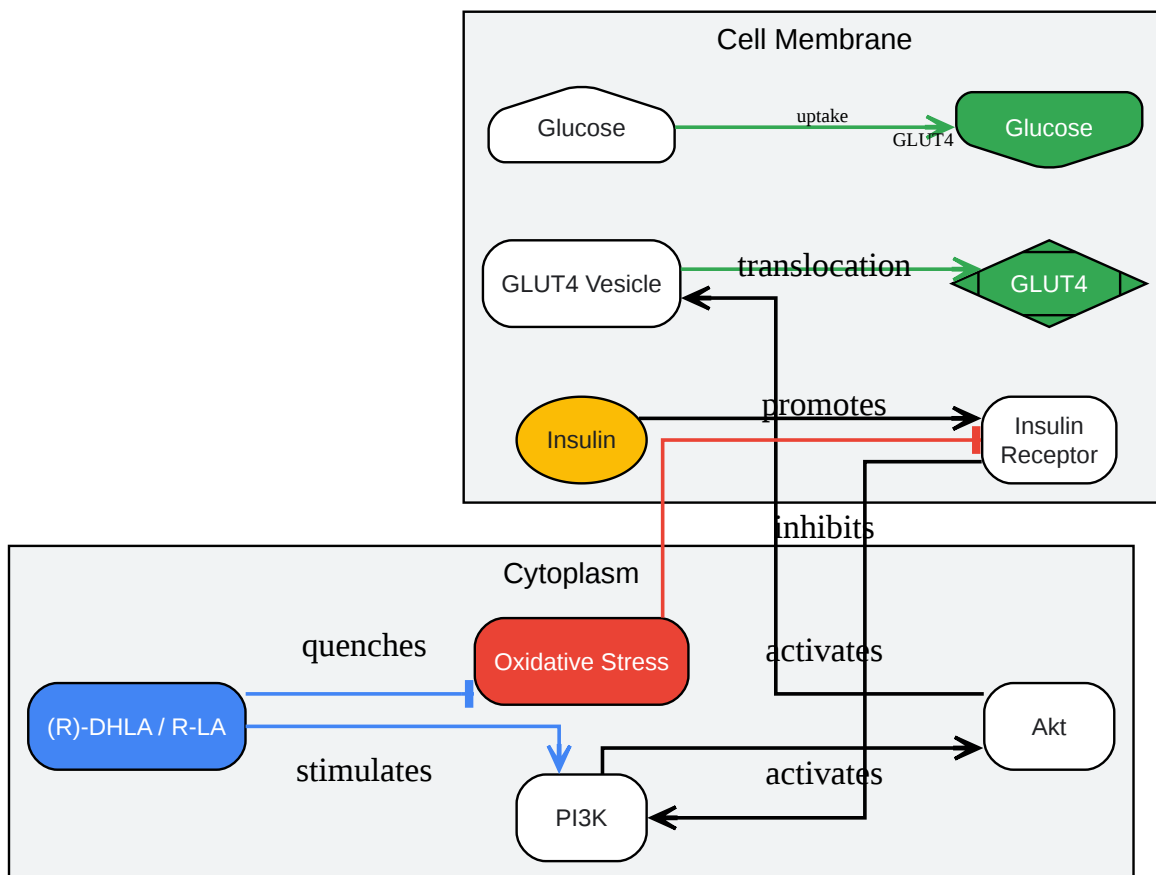 Cell Membrane
Glucose
uptake
GLUT4
Glucose
GLUT4 Vesicle
translocation
GLUT4
Insulin
promotes
Insulin
Receptor
inhibits
Cytoplasm
quenches
Oxidative Stress
activates
(R)-DHLA / R-LA
Akt
stimulates
activates
PI3K